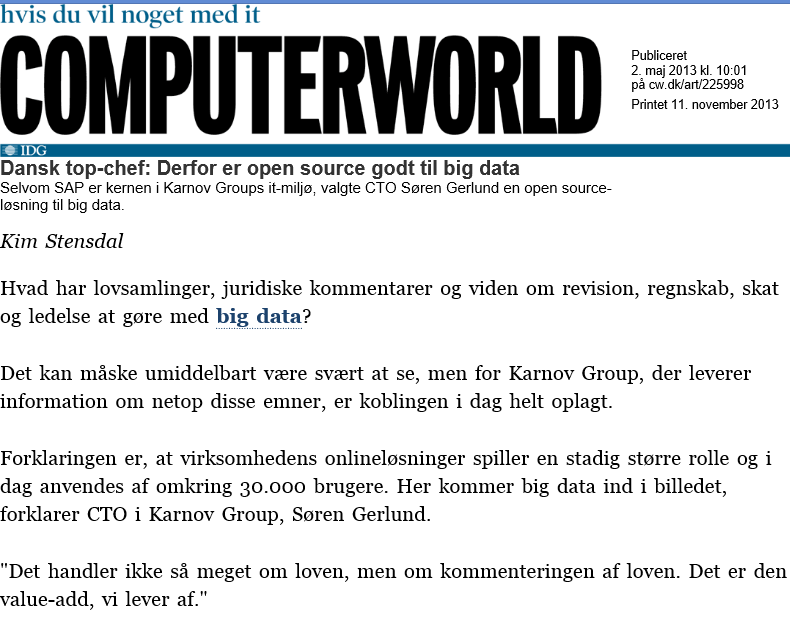 hvis du vil noget med it
COMPUTERWORLD
Publiceret
2. maj 2013 kl. 10:01
på cw.dk/art/225998
Printet 11. november 2013
IDG
Dansk top-chef: Derfor er open source godt til big data
Selvom SAP er kernen i Karnov Groups it-miljø, valgte CTO Søren Gerlund en open source-
løsning til big data.
Kim Stensdal
Hvad har lovsamlinger, juridiske kommentarer og viden om revision, regnskab, skat
og ledelse at gøre med big data?
Det kan måske umiddelbart være svært at se, men for Karnov Group, der leverer
information om netop disse emner, er koblingen i dag helt oplagt.
Forklaringen er, at virksomhedens onlineløsninger spiller en stadig større rolle og i
dag anvendes af omkring 30.000 brugere. Her kommer big data ind i billedet,
forklarer CTO i Karnov Group, Søren Gerlund.
"Det handler ikke så meget om loven, men om kommenteringen af loven. Det er den
value-add, vi lever af."